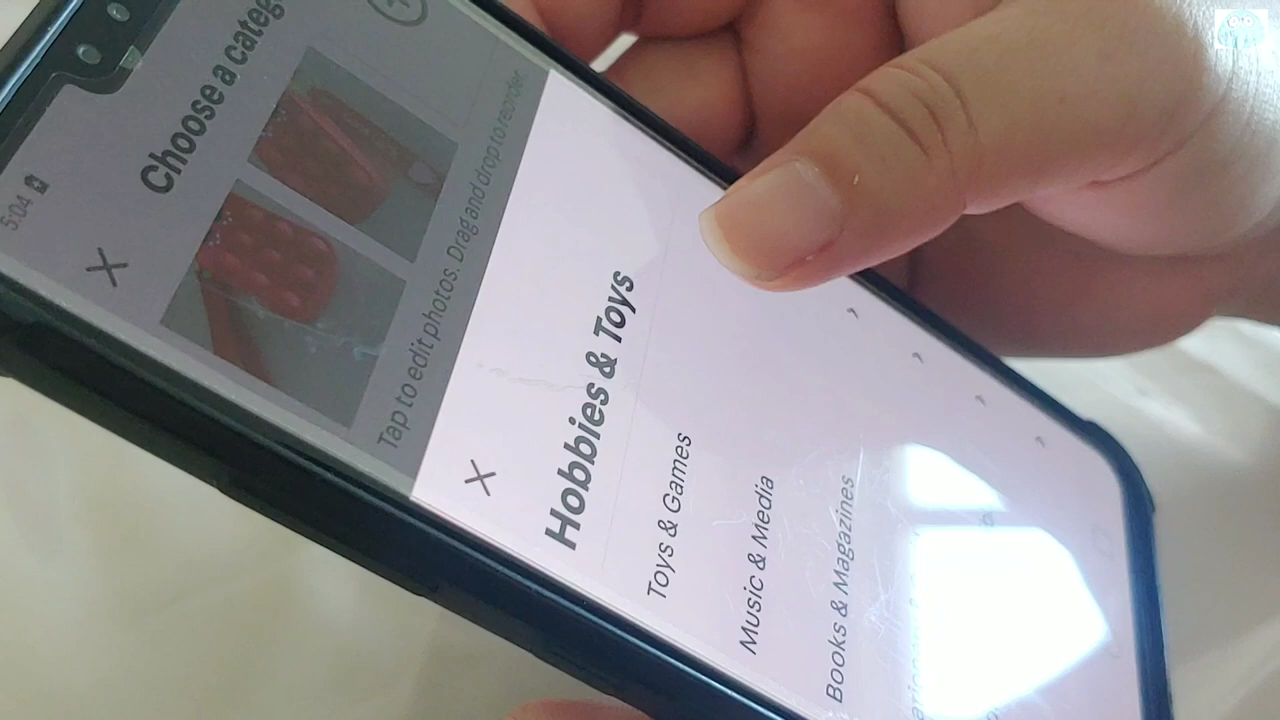 5:04
Choose a categ
Tap to edit photos. Drag and drop to reorder
Hobbies & Toys
Toys & Games
Music & Media
Books & Magazines